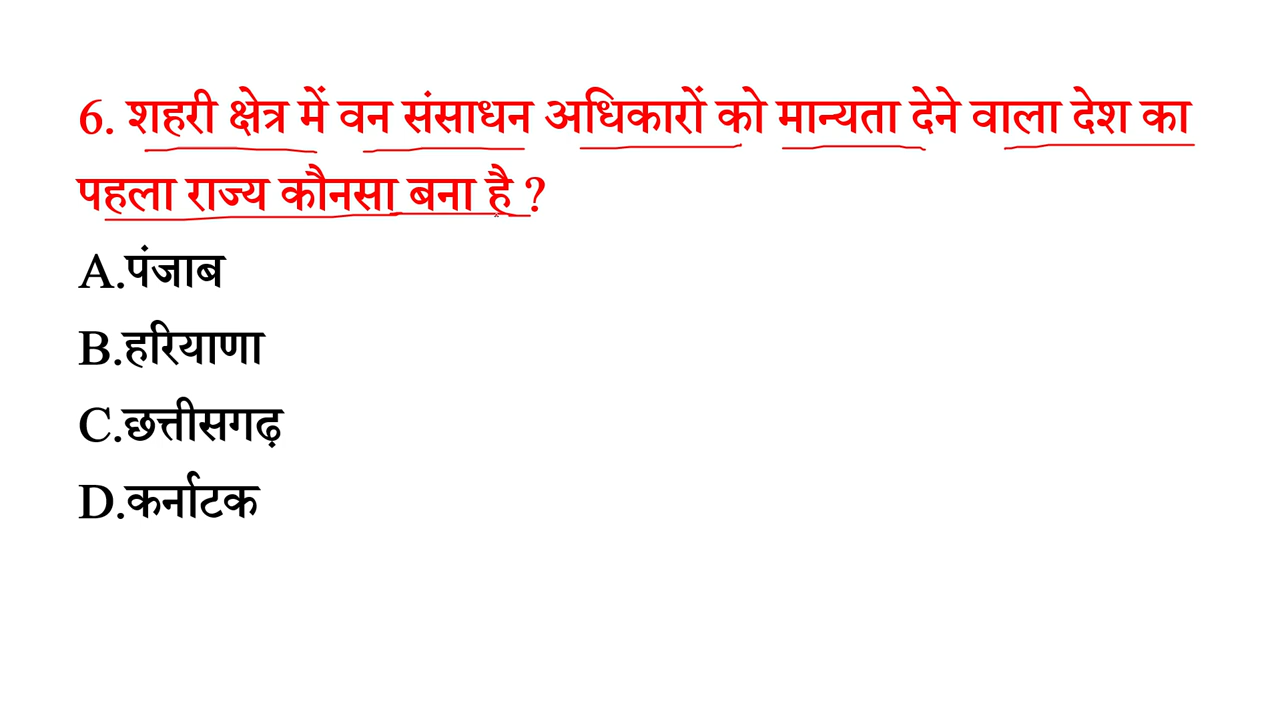 6. शहरी क्षेत्र में वन संसाधन अधिकारों को मान्यता देने वाला देश का
पहला राज्य कौनसा बना है ?
A.पंजाब
B.हरियाणा
C.छत्तीसगढ़
D.कर्नाटक